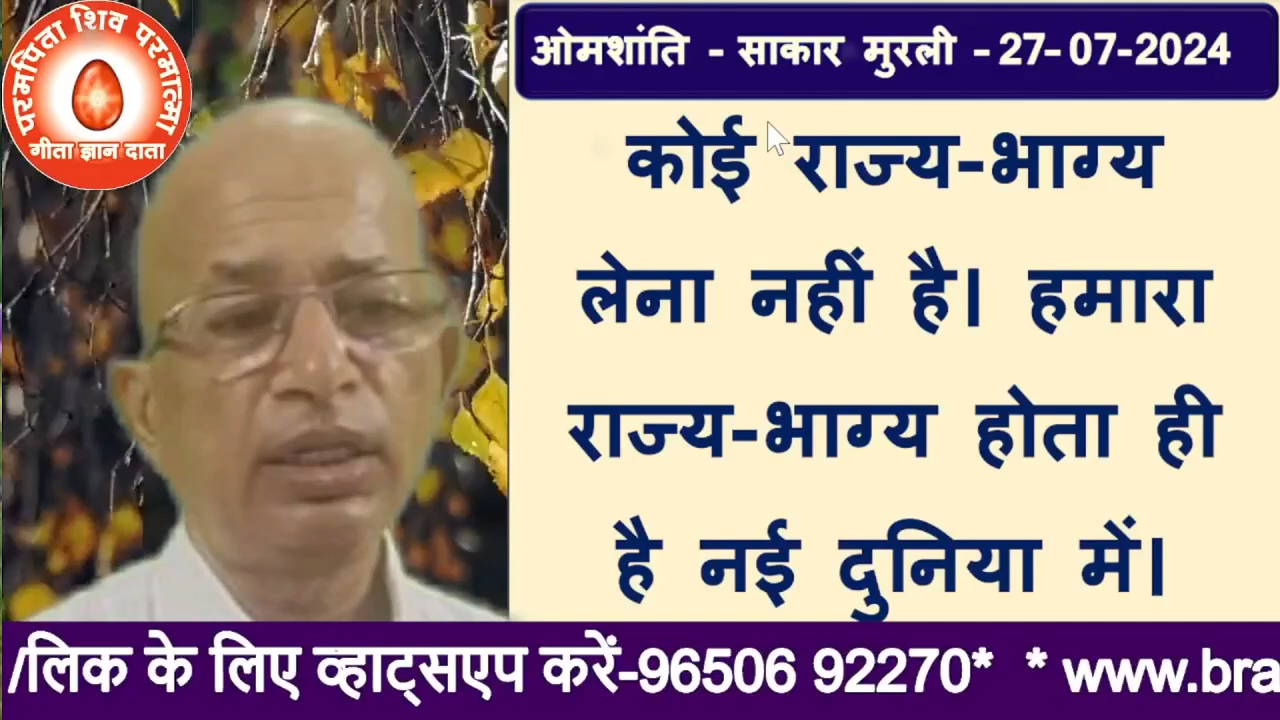 परमपिता शिव परमात्मा
गीता ज्ञान दाता
ओमशांति - साकार मुरली - 27- 07-2024
कोई राज्य-भाग्य
लेना नहीं है। हमारा
राज्य-भाग्य होता ही
है नई दुनिया में।
/लिक के लिए व्हाट्सएप करें-96506 92270* * www.bra